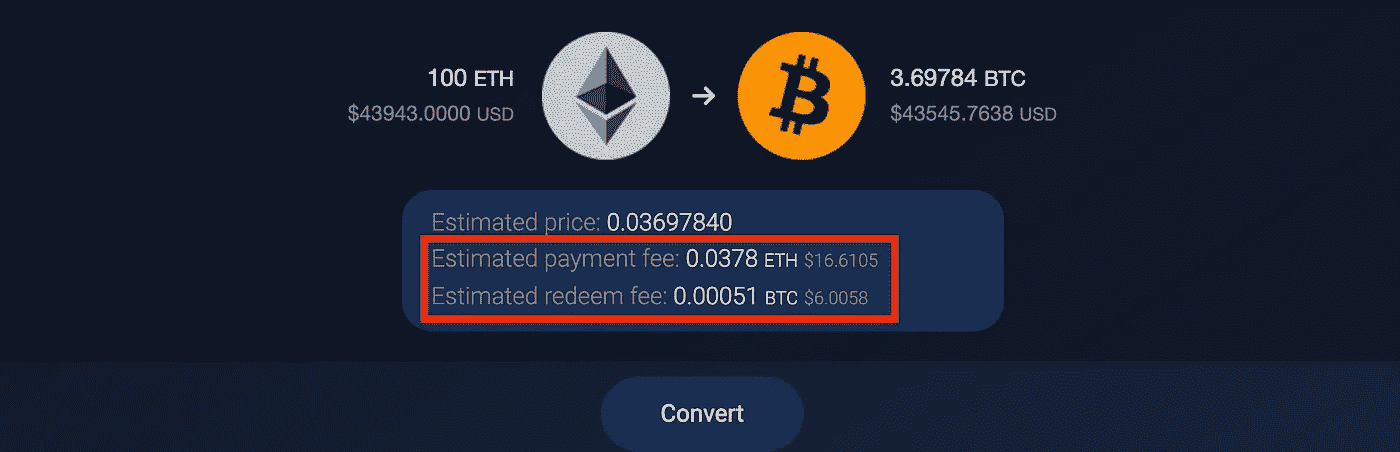 100 ETH
$43943.0000 USD
3.69784 BTC
$43545.7638 USD
Estimated price: 0.03697840
Estimated payment fee: 0.0378 ETH $16.6105
Estimated redeem fee: 0.00051 BTC $6.0058
Convert